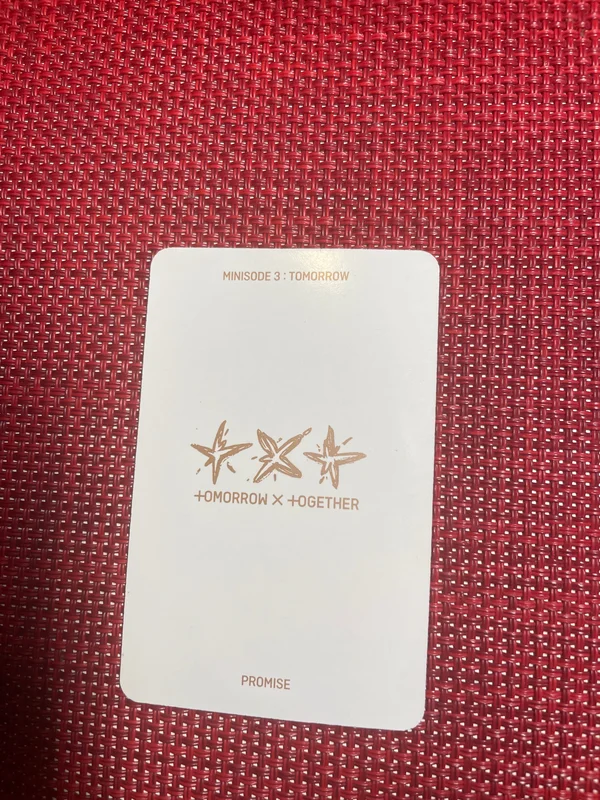 MINISODE 3 : TOMORROW
TOMORROW X TOGETHER
PROMISE